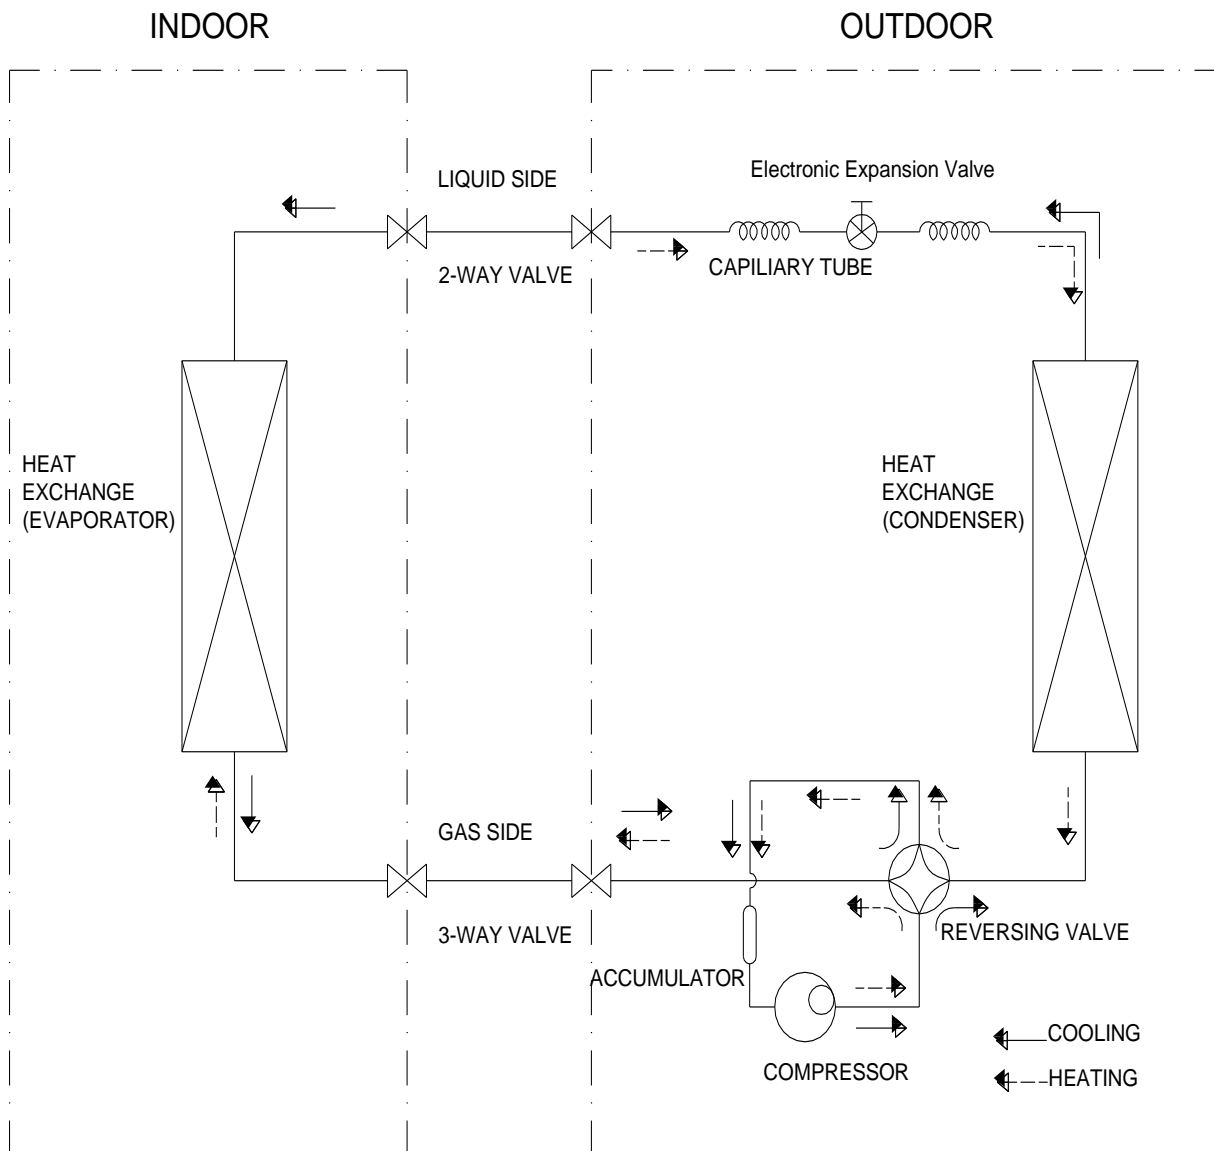 INDOOR
OUTDOOR
LIQUID SIDE
Electronic Expansion Valve
2-WAY VALVE
CAPILIARY TUBE
HEAT
EXCHANGE
(EVAPORATOR)
HEAT
EXCHANGE
(CONDENSER)
GAS SIDE
3-WAY VALVE
REVERSING VALVE
ACCUMULATOR
COMPRESSOR
COOLING
HEATING